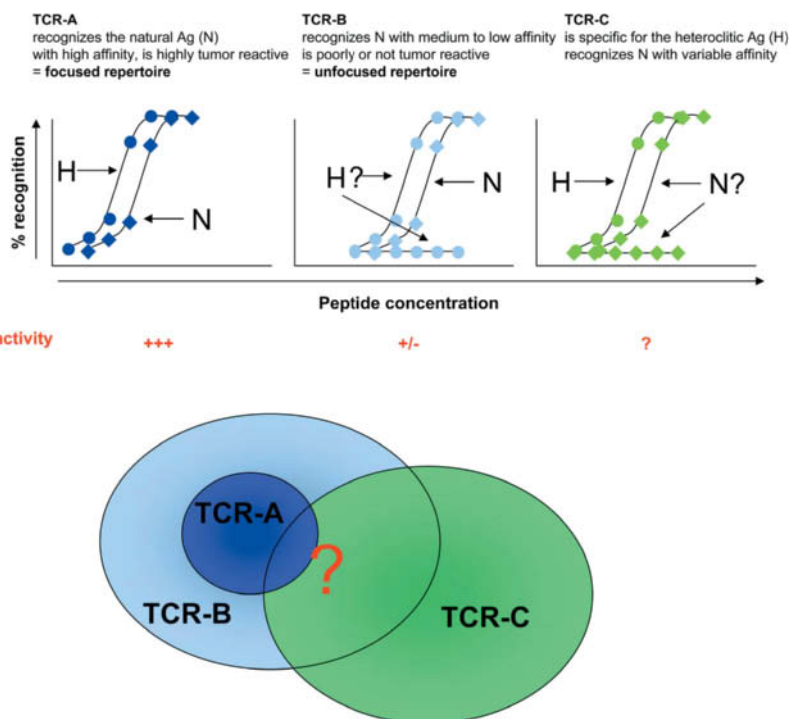 TCR-A
recognizes the natural Ag (N)
with high affinity, is highly tumor reactive
= focused repertoire
TCR-B
recognizes N with medium to low affinity
is poorly or not tumor reactive
= unfocused repertoire
TCR-C
is specific for the heteroclitic Ag (H)
recognizes N with variable affinity
% recognition
H
N
H?
N
H
N?
Peptide concentration
activity
+++
+/-
?
TCR-A
?
TCR-B
TCR-C